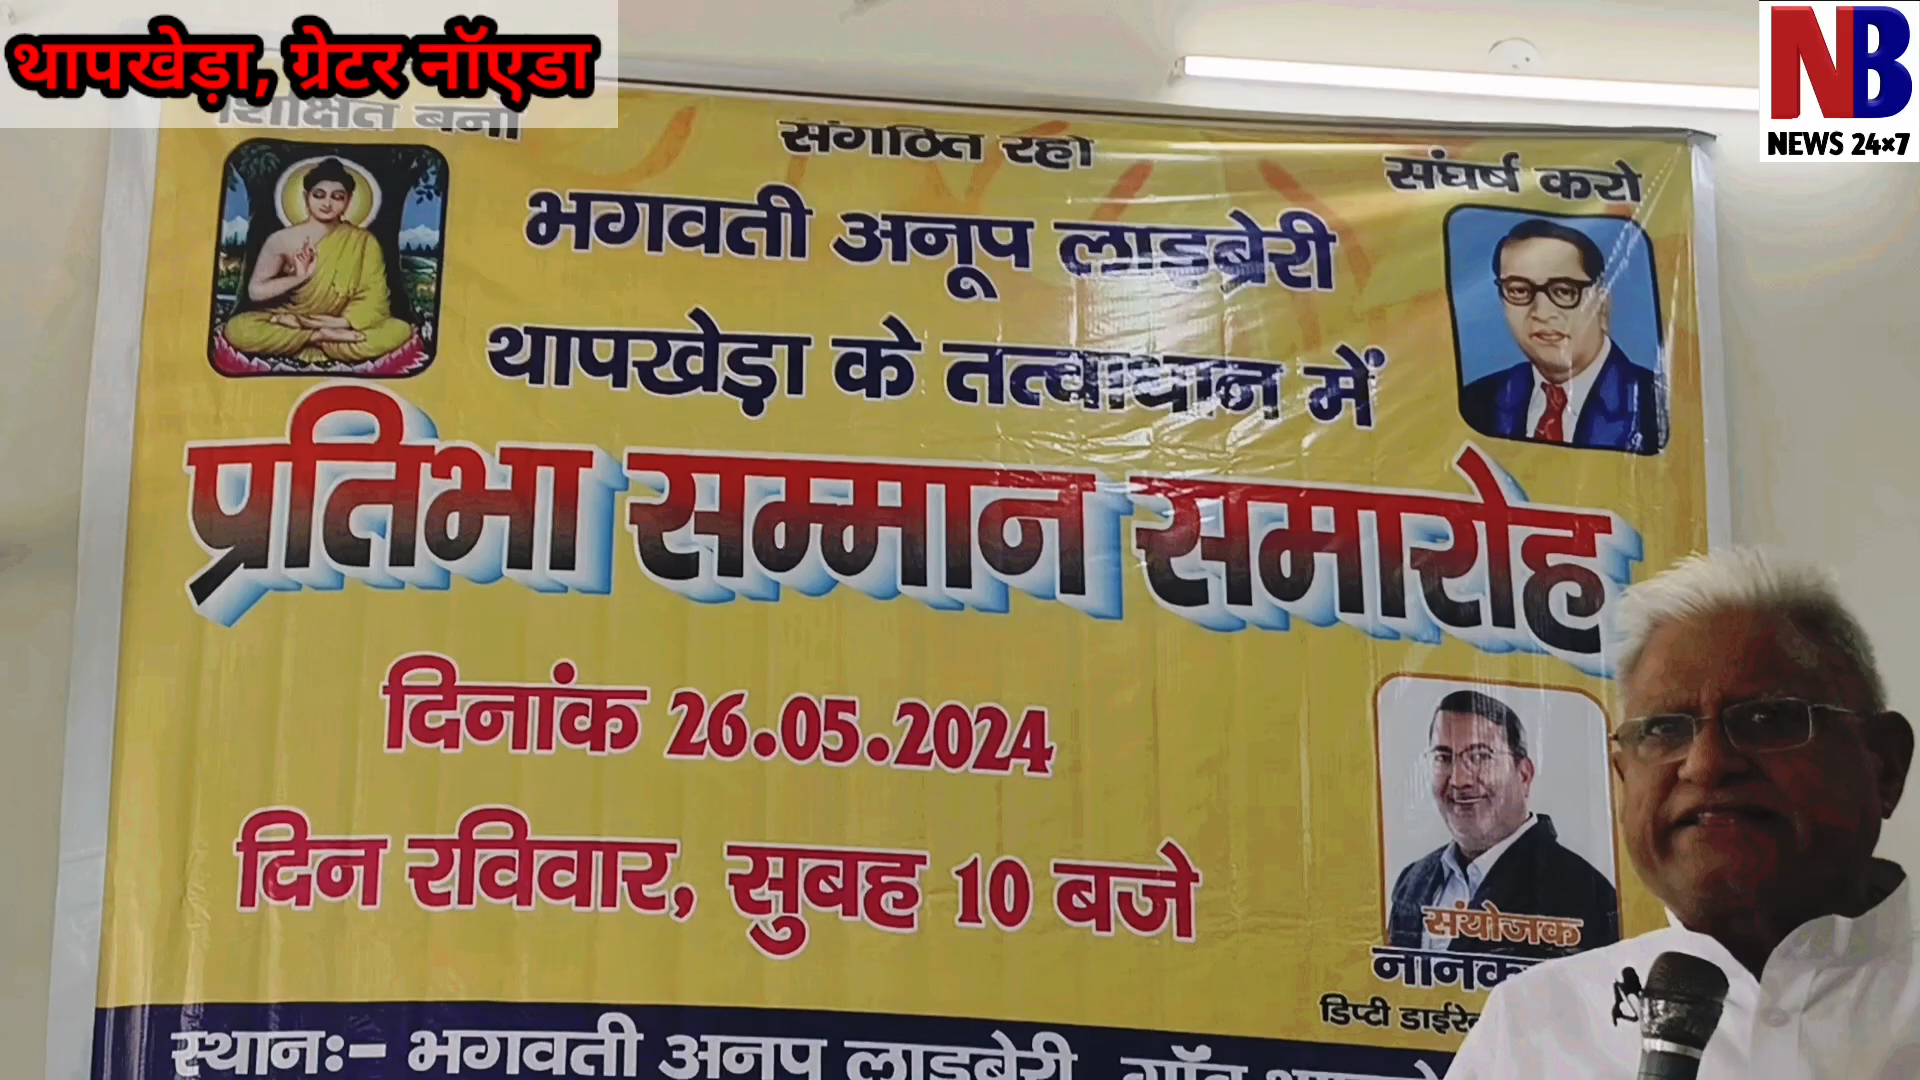 थापखेड़ा, ग्रेटर नॉएडा
NB
NEWS 24×7
शिक्षित बनो
संगठित रहो
संघर्ष करो
भगवती अनूप लाइब्रेरी
थापखेड़ा के तत्वाधान में
प्रतिभा सम्मान समारोह
दिनांक 26.05.2024
दिन रविवार, सुबह 10 बजे
संयोजक
डिप्टी
स्थानः- भगवती अनूप लाइब्रेरी